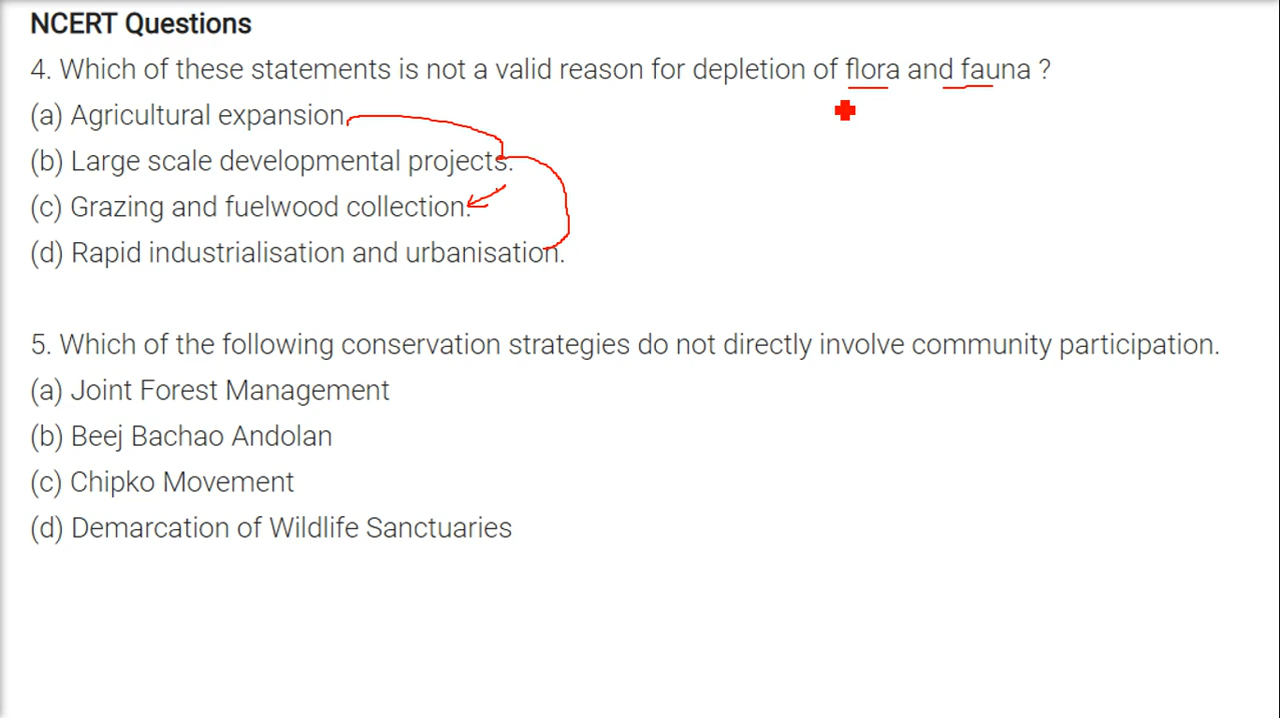 NCERT Questions
4. Which of these statements is not a valid reason for depletion of flora and fauna ?
(a) Agricultural expansion.
(b) Large scale developmental projects.
(c) Grazing and fuelwood collection.
(d) Rapid industrialisation and urbanisation.
5. Which of the following conservation strategies do not directly involve community participation.
(a) Joint Forest Management
(b) Beej Bachao Andolan
(c) Chipko Movement
(d) Demarcation of Wildlife Sanctuaries